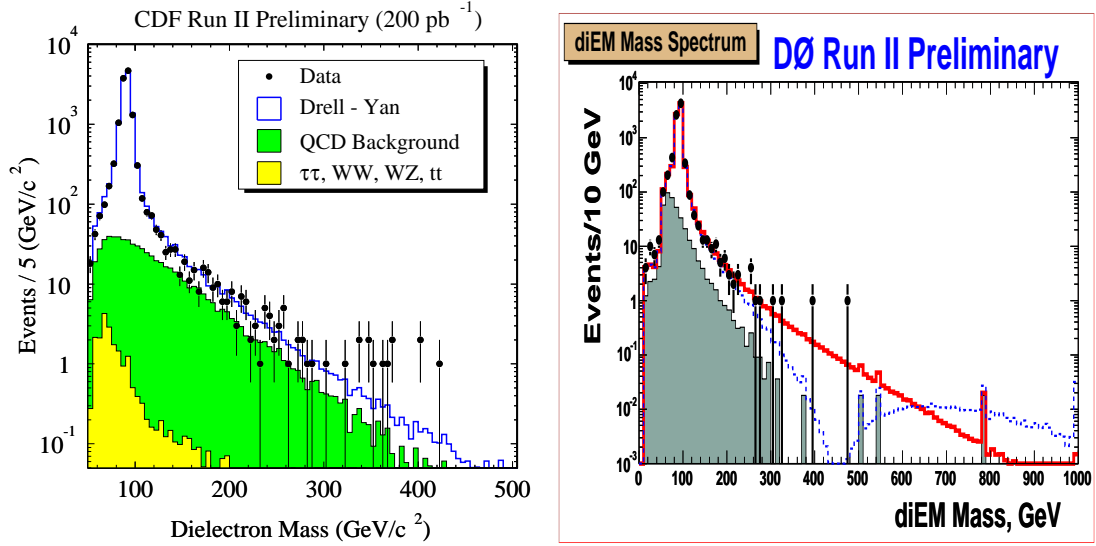 CDF Run II Preliminary (200 pb -1)
Events / 5 (GeV/c 2)
10 4
10 3
10 2
10
1
10 -1
Data
Drell - Yan
QCD Background
ττ, WW, WZ, tt
100 200 300 400 500
Dielectron Mass (GeV/c 2)
diEM Mass Spectrum
DØ Run II Preliminary
Events/10 GeV
10 4
10 3
10 2
10
1
10 -1
10 -2
10 -3
0 100 200 300 400 500 600 700 800 900 1000
diEM Mass, GeV